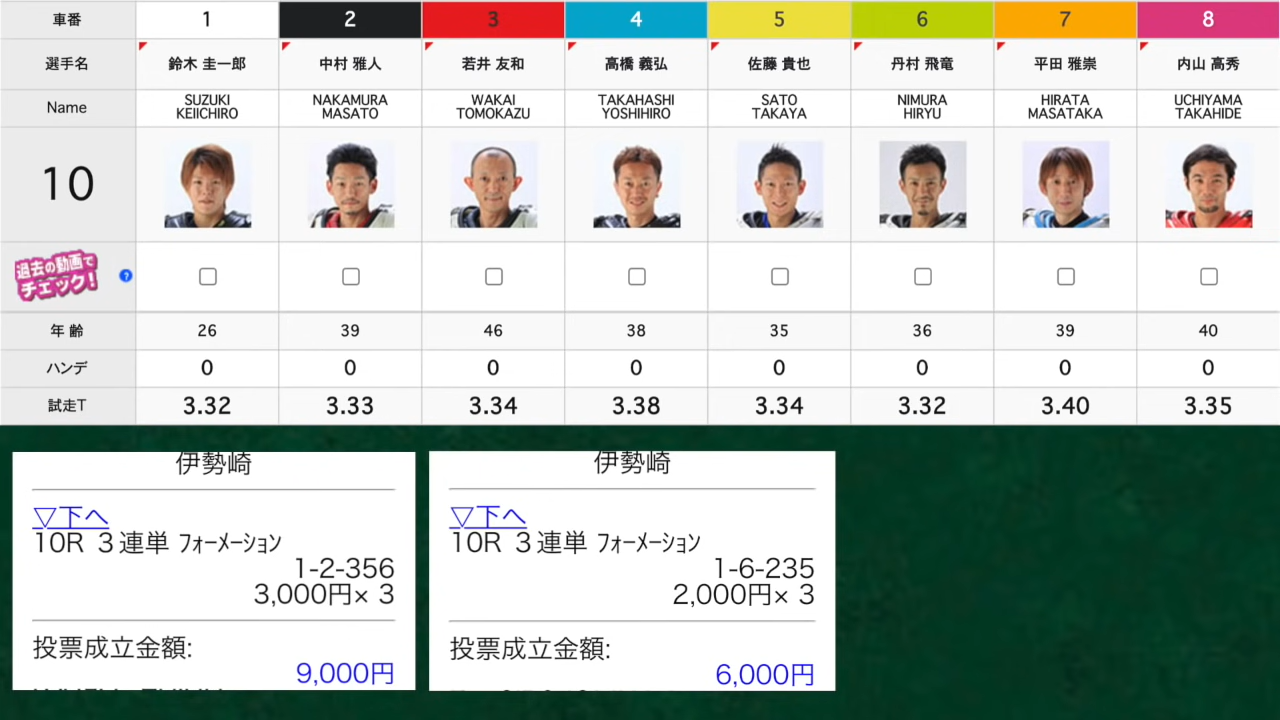 車番 1 2 3 4 5 6 7 8
選手名 鈴木 圭一郎 中村 雅人 若井 友和 高橋 義弘 佐藤 貴也 丹村 飛竜 平田 雅崇 内山 高秀
Name SUZUKI KEIICHIRO NAKAMURA MASATO WAKAI TOMOKAZU TAKAHASHI YOSHIHIRO SATO TAKAYA NIMURA HIRYU HIRATA MASATAKA UCHIYAMA TAKAHIDE
10
過去の動画で
チェック!
?
年齢 26 39 46 38 35 36 39 40
ハンデ 0 0 0 0 0 0 0 0
試走T 3.32 3.33 3.34 3.38 3.34 3.32 3.40 3.35
伊勢崎
▽下へ
10R 3連単 フォーメーション
1-2-356
3,000円× 3
投票成立金額:
9,000円
伊勢崎
▽下へ
10R 3連単 フォーメーション
1-6-235
2,000円× 3
投票成立金額:
6,000円